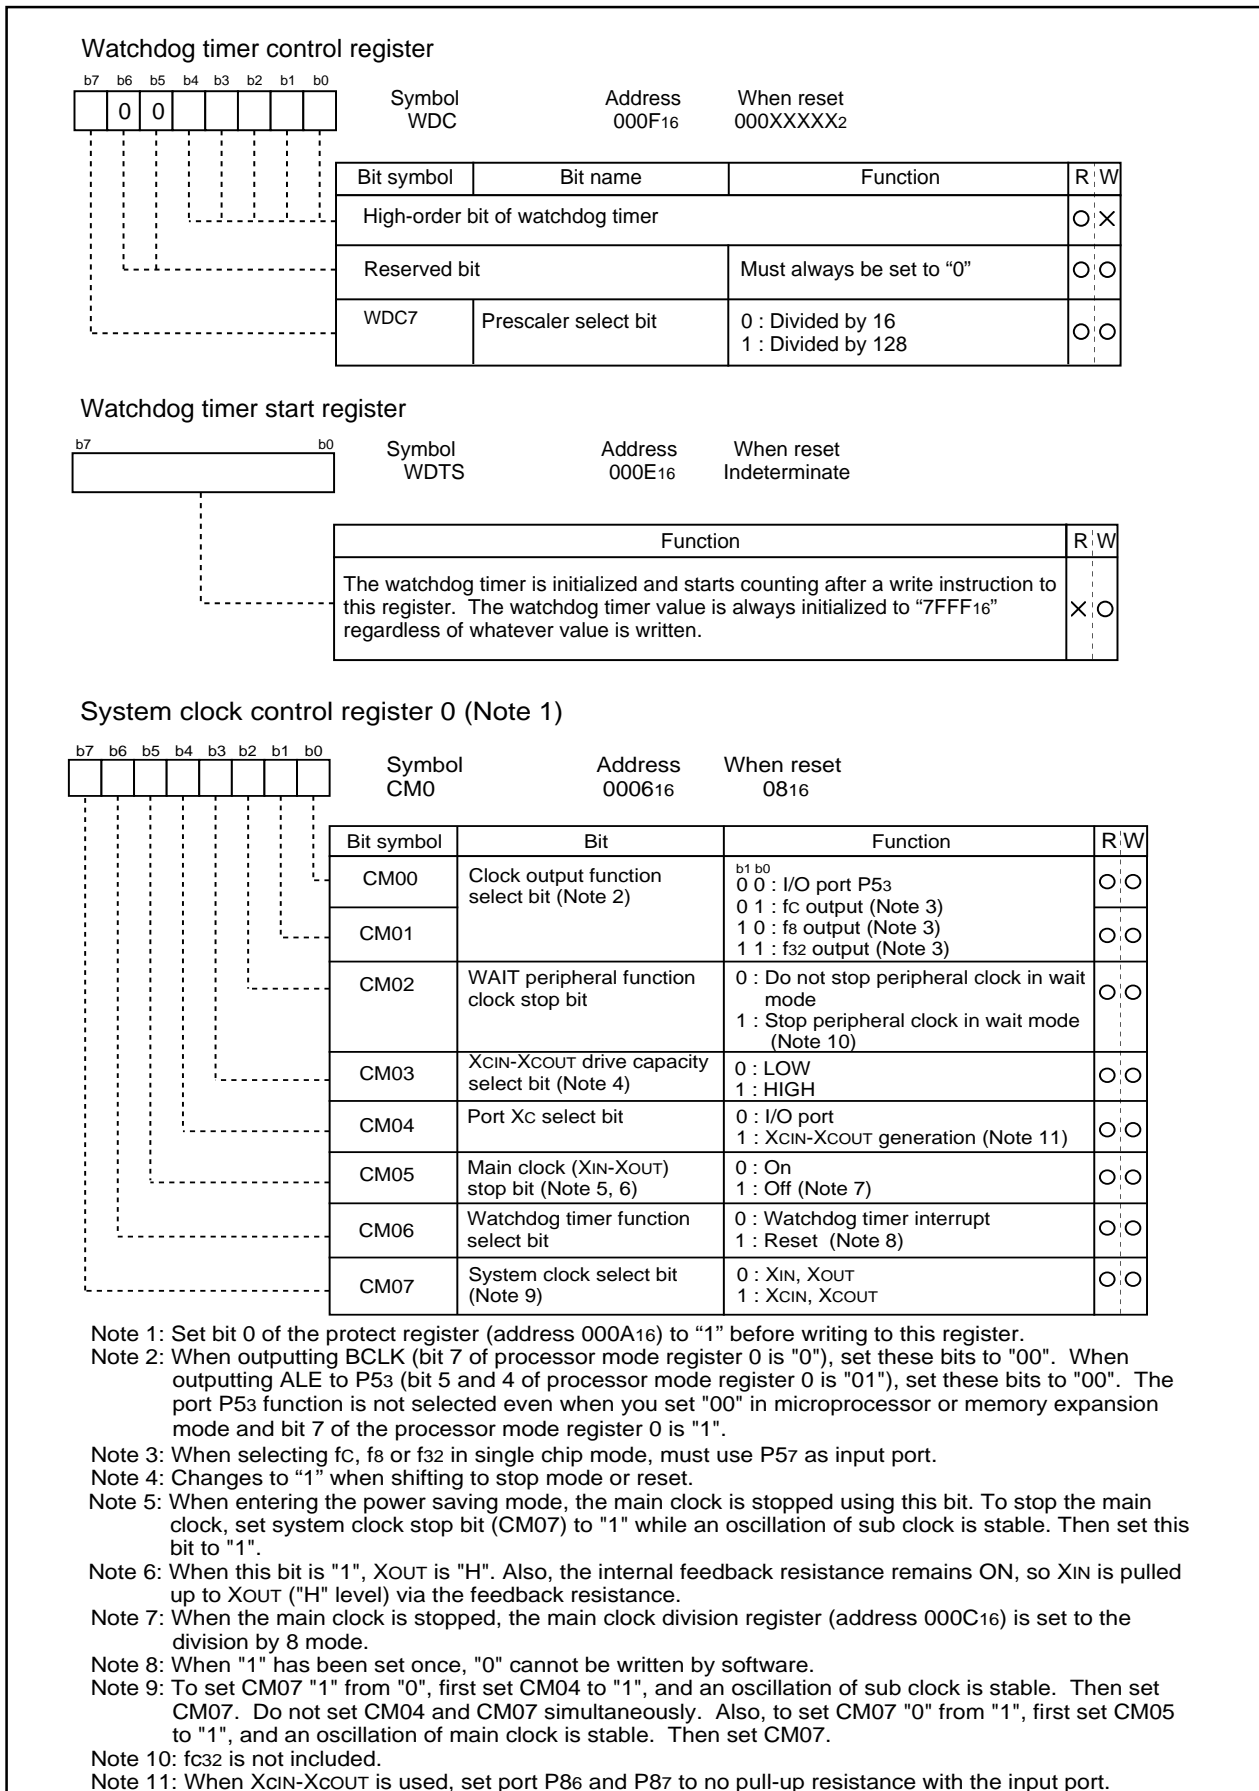 Watchdog timer control register
b7 b6 b5 b4 b3 b2 b1 b0
0 0
Symbol Address When reset
WDC 000F16 000XXXXX2
Bit symbol Bit name Function R W
High-order bit of watchdog timer
Reserved bit Must always be set to “0”
WDC7 Prescaler select bit 0 : Divided by 16
1 : Divided by 128
Watchdog timer start register
b7 b0
Symbol Address When reset
WDTS 000E16 Indeterminate
Function R W
The watchdog timer is initialized and starts counting after a write instruction to
this register. The watchdog timer value is always initialized to “7FFF16”
regardless of whatever value is written.
System clock control register 0 (Note 1)
b7 b6 b5 b4 b3 b2 b1 b0
Symbol Address When reset
CM0 000616 0816
Bit symbol Bit Function R W
CM00 Clock output function
select bit (Note 2)
b1 b0
0 0 : I/O port P53
0 1 : fC output (Note 3)
CM01 1 0 : f8 output (Note 3)
1 1 : f32 output (Note 3)
CM02 WAIT peripheral function
clock stop bit
0 : Do not stop peripheral clock in wait
mode
1 : Stop peripheral clock in wait mode
(Note 10)
CM03 XCIN-XCOUT drive capacity
select bit (Note 4)
0 : LOW
1 : HIGH
CM04 Port XC select bit 0 : I/O port
1 : XCIN-XCOUT generation (Note 11)
CM05 Main clock (XIN-XOUT)
stop bit (Note 5, 6)
0 : On
1 : Off (Note 7)
CM06 Watchdog timer function
select bit
0 : Watchdog timer interrupt
1 : Reset (Note 8)
CM07 System clock select bit
(Note 9)
0 : XIN, XOUT
1 : XCIN, XCOUT
Note 1: Set bit 0 of the protect register (address 000A16) to “1” before writing to this register.
Note 2: When outputting BCLK (bit 7 of processor mode register 0 is "0"), set these bits to "00". When
outputting ALE to P53 (bit 5 and 4 of processor mode register 0 is "01"), set these bits to "00". The
port P53 function is not selected even when you set "00" in microprocessor or memory expansion
mode and bit 7 of the processor mode register 0 is "1".
Note 3: When selecting fC, f8 or f32 in single chip mode, must use P57 as input port.
Note 4: Changes to “1” when shifting to stop mode or reset.
Note 5: When entering the power saving mode, the main clock is stopped using this bit. To stop the main
clock, set system clock stop bit (CM07) to "1" while an oscillation of sub clock is stable. Then set this
bit to "1".
Note 6: When this bit is "1", XOUT is "H". Also, the internal feedback resistance remains ON, so XIN is pulled
up to XOUT ("H" level) via the feedback resistance.
Note 7: When the main clock is stopped, the main clock division register (address 000C16) is set to the
division by 8 mode.
Note 8: When "1" has been set once, "0" cannot be written by software.
Note 9: To set CM07 "1" from "0", first set CM04 to "1", and an oscillation of sub clock is stable. Then set
CM07. Do not set CM04 and CM07 simultaneously. Also, to set CM07 "0" from "1", first set CM05
to "1", and an oscillation of main clock is stable. Then set CM07.
Note 10: fc32 is not included.
Note 11: When XCIN-XCOUT is used, set port P86 and P87 to no pull-up resistance with the input port.